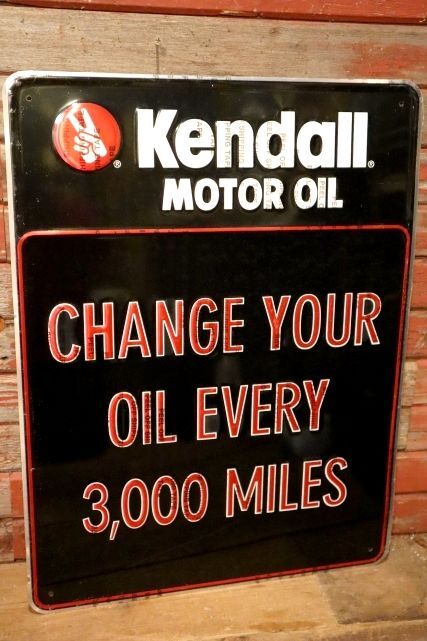 Kendall®
MOTOR OIL
CHANGE YOUR
OIL EVERY
3,000 MILES